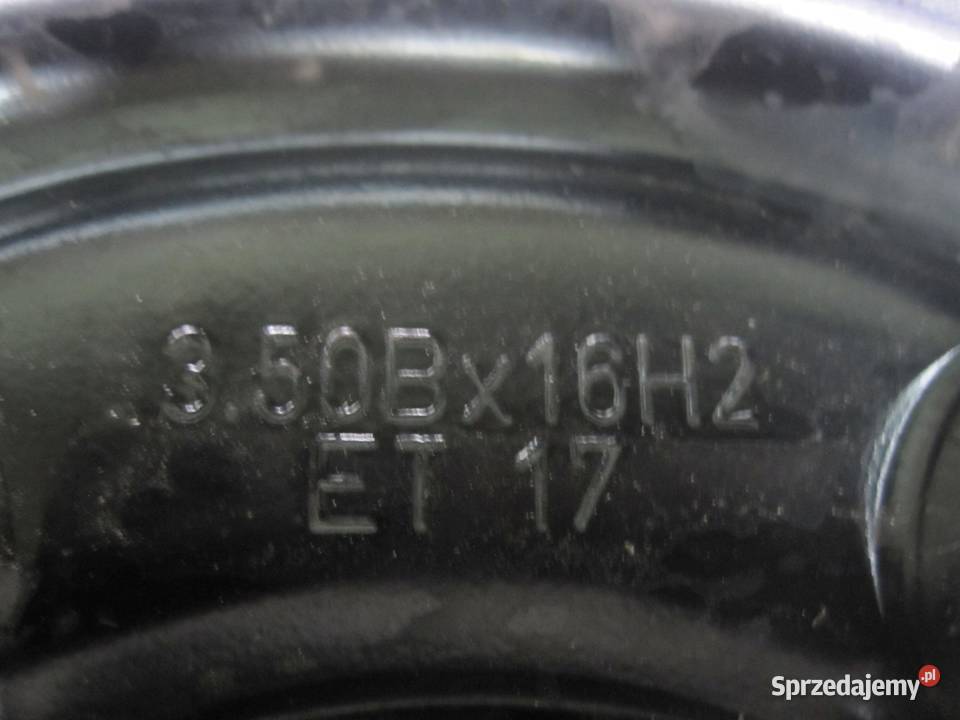 3.50Bx16H2
ET 17
Sprzedajemy.pl